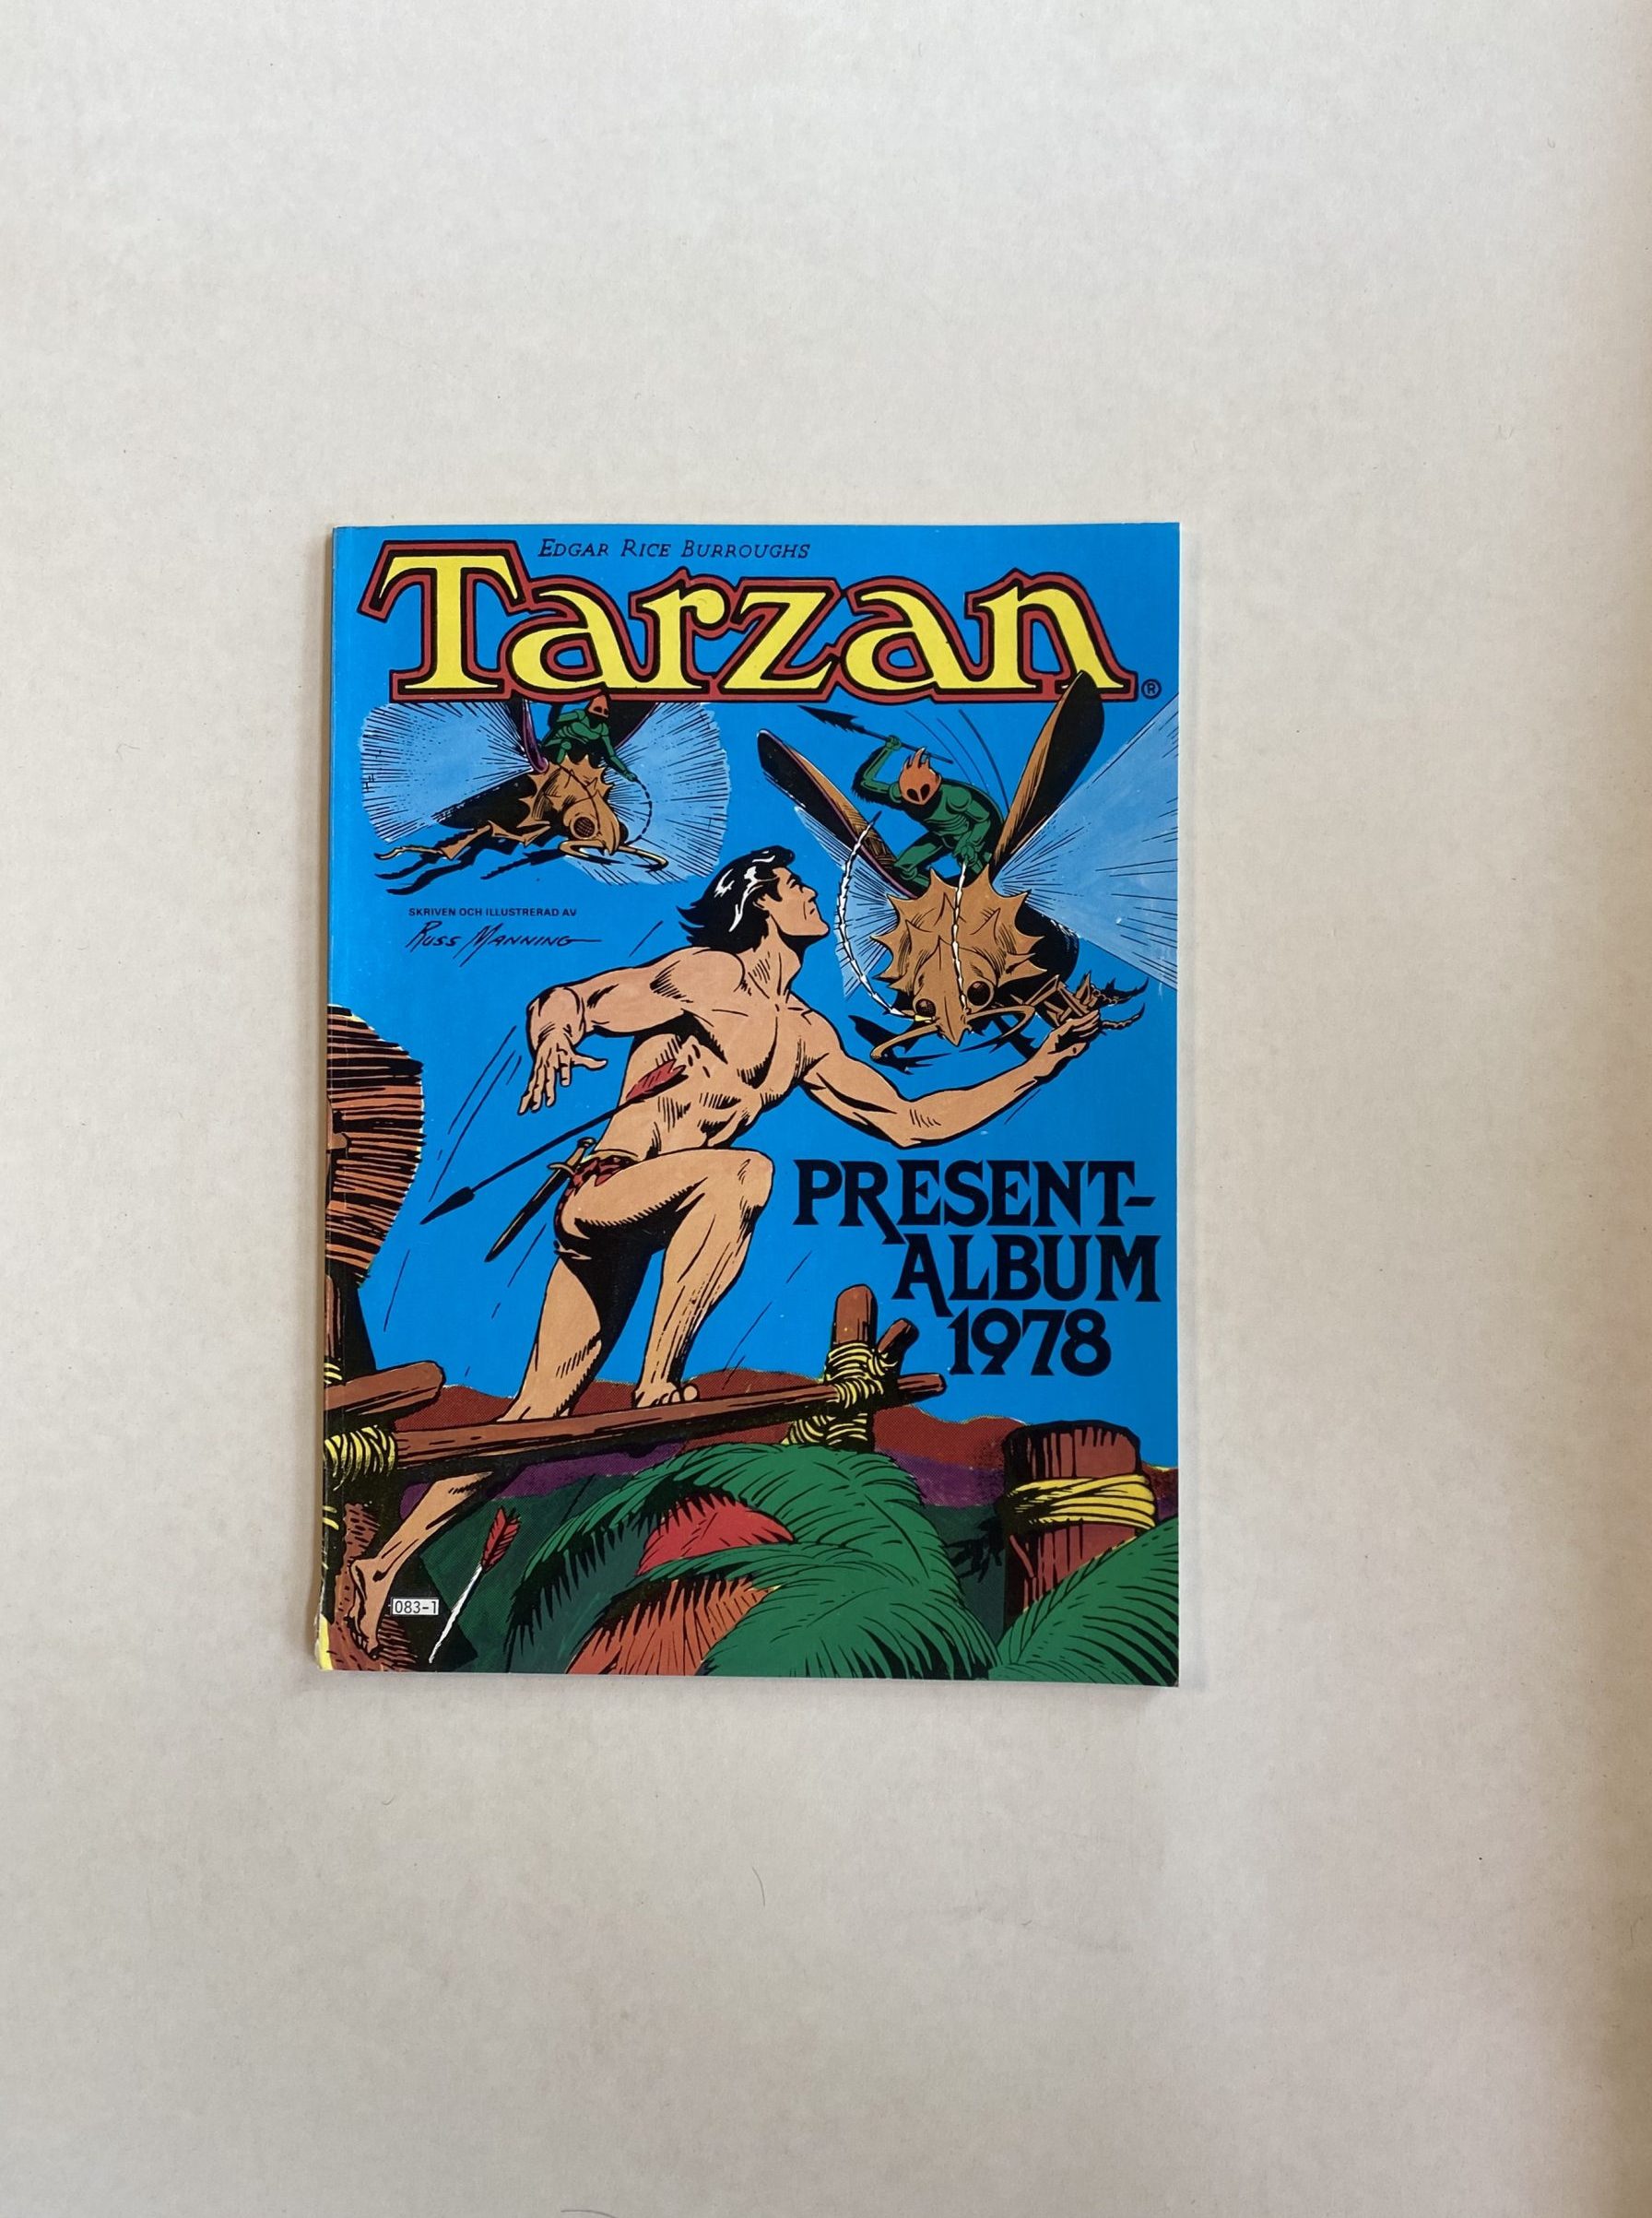 EDGAR RICE BURROUGHS
Tarzan®
SKRIVEN OCH ILLUSTRERAD AV
RUSS MANNING
PRESENT-
ALBUM
1978
083-1